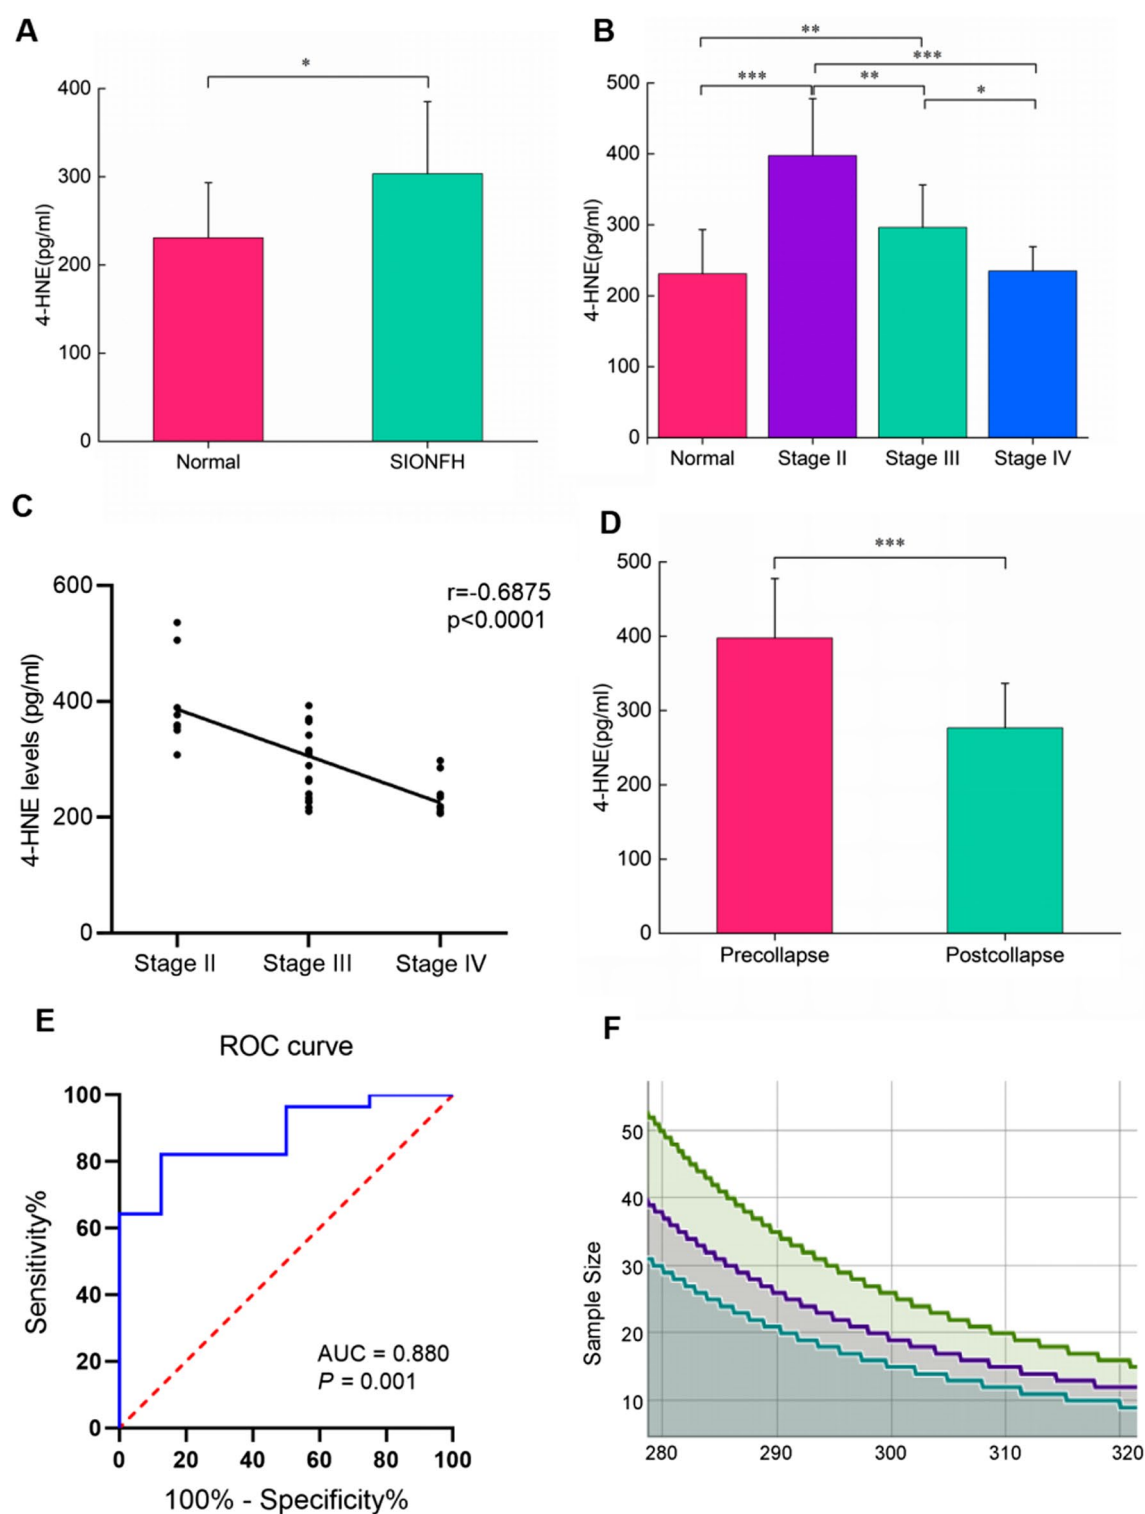 A
*
400
300
200
100
0
4-HNE(pg/ml)
Normal SIONFH
B
**
***
*** ** *
500
400
300
200
100
0
4-HNE(pg/ml)
Normal Stage II Stage III Stage IV
C
r=-0.6875
p<0.0001
600
400
200
0
4-HNE levels (pg/ml)
Stage II Stage III Stage IV
D
***
500
400
300
200
100
0
4-HNE(pg/ml)
Precollapse Postcollapse
E
ROC curve
100
80
60
40
20
0
Sensitivity%
AUC = 0.880
P = 0.001
0 20 40 60 80 100
100% - Specificity%
F
50
40
30
20
10
Sample Size
280 290 300 310 320